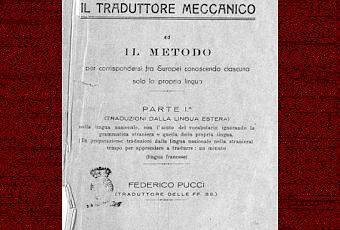 IL TRADUTTORE MECCANICO
ed
IL METODO
per corrispondersi fra Europei conoscendo ciascuno
solo la propria lingua
PARTE I.ª
(TRADUZIONI DALLA LINGUA ESTERA)
nella lingua nazionale, con l'aiuto del vocabolario ignorando la
grammatica straniera e quella della propria lingua.
(In preparazione: traduzioni dalla lingua nazionale nella straniera)
tempo per apprendere a tradurre: un minuto
(lingua francese)
FEDERICO PUCCI
(TRADUTTORE DELLE FF. SS.)